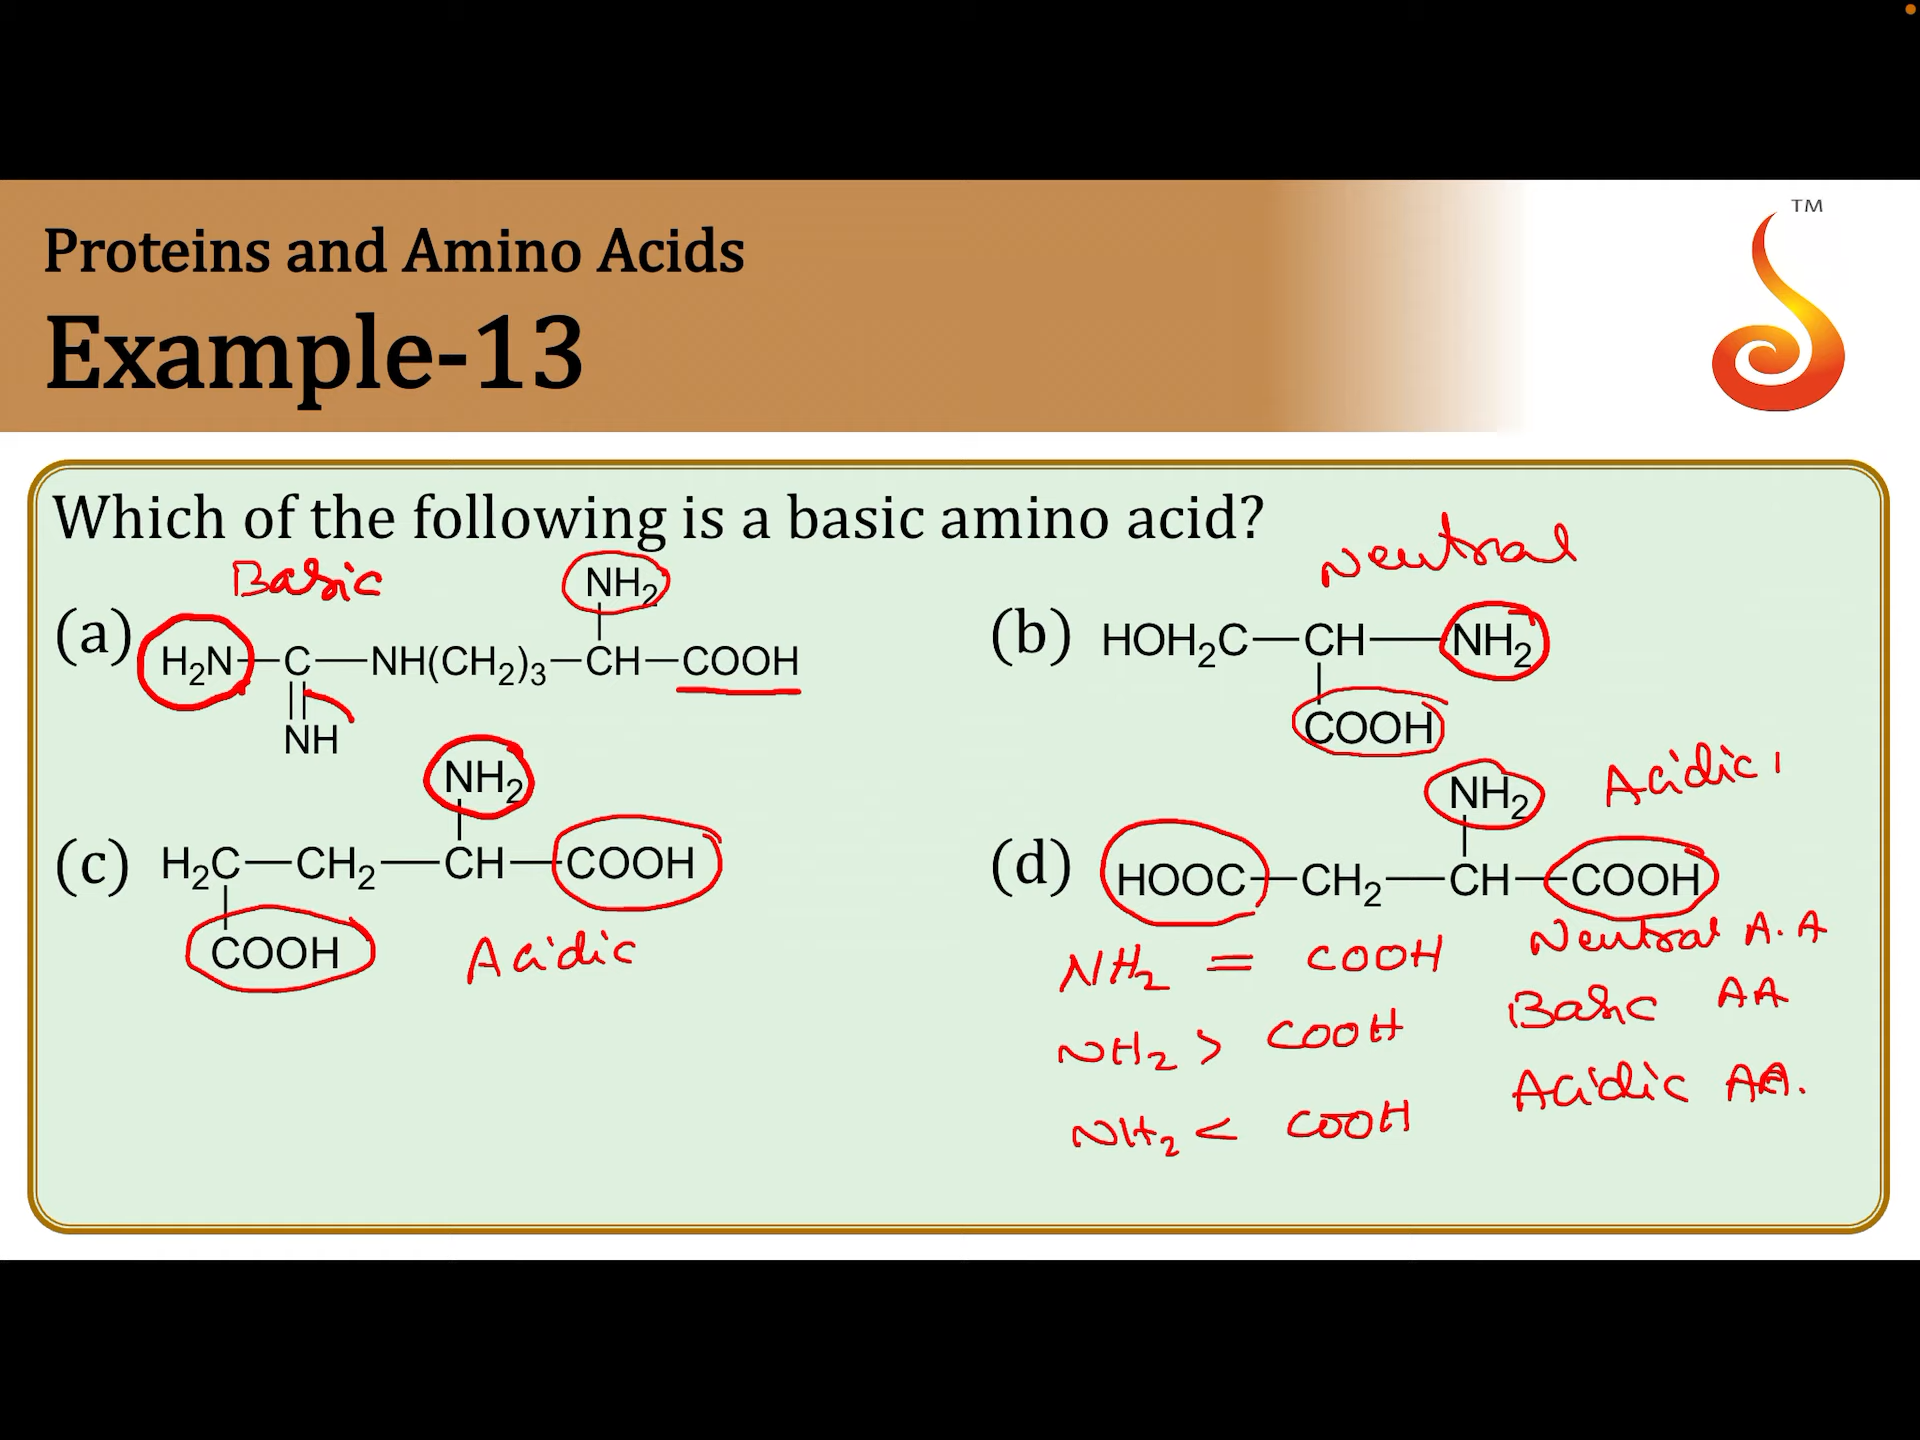 TM
Proteins and Amino Acids
Example-13
Which of the following is a basic amino acid?
Basic
Neutral
(a) H2N—C—NH(CH2)3—CH—COOH
NH2
NH
(b) HOH2C—CH—NH2
COOH
Acidic
(c) H2C—CH2—CH—COOH
NH2
COOH
Acidic
(d) HOOC—CH2—CH—COOH
NH2
NH2 = COOH Neutral A.A
NH2 > COOH Basic AA
NH2 < COOH Acidic AA.